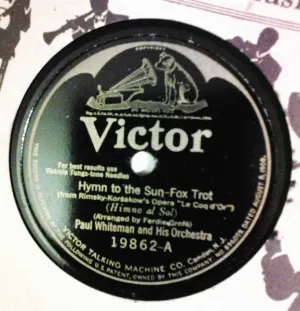 Victor
For best results use
Victrola Tungs-tone Needles
Hymn to the Sun-Fox Trot
(from Rimsky-Korsakow's Opera "Le Coq d'Or")
(Himno al Sol)
(Arranged by Ferdie Grofé)
Paul Whiteman and His Orchestra
19862-A
VICTOR TALKING MACHINE CO. Camden, N.J.